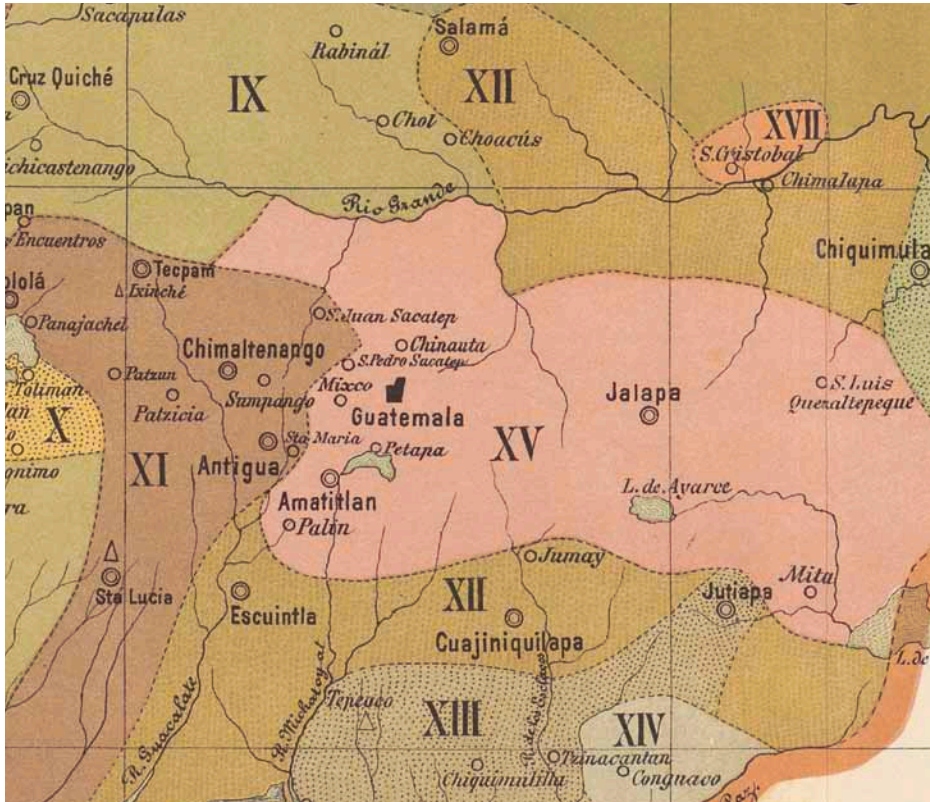 Sacapulas
Rabinál
Salamá
Cruz Quiché
IX
XII
XVII
Chol
Choacús
S. Cristobal
ichicastenango
Chimalapa
Rio Grande
pan
Encuentros
Tecpam
Ixinché
Chiquimula
ololá
Panajachel
S. Juan Sacatep
Chinauta
Chimaltenango
S. Pedro Sacatep
Toliman
Patzun
Patzicia
Sumpango
Mixco
Guatemala
Jalapa
S. Luis
Quezaltepeque
X
XI
Antigua
Sta Maria
Petapa
XV
onimo
Amatitlan
L. de Ayarce
ra
Palin
Jumay
Sta Lucia
Escuintla
XII
Cuajiniquilapa
Jutiapa
Mita
L. de
R. Guacalate
R. Michatoyat
Tepeaco
XIII
R. de los Esclavos
XIV
Tzinacantan
Chiquimulilla
Conguaco
Paz.